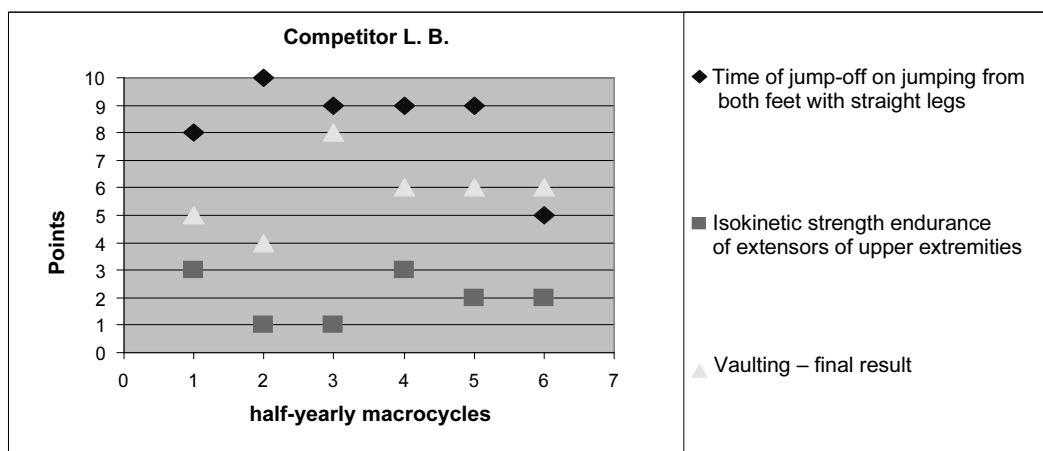 Competitor L. B.
Points
10
9
8
7
6
5
4
3
2
1
0
0 1 2 3 4 5 6 7
half-yearly macrocycles
Time of jump-off on jumping from
both feet with straight legs
Isokinetic strength endurance
of extensors of upper extremities
Vaulting – final result